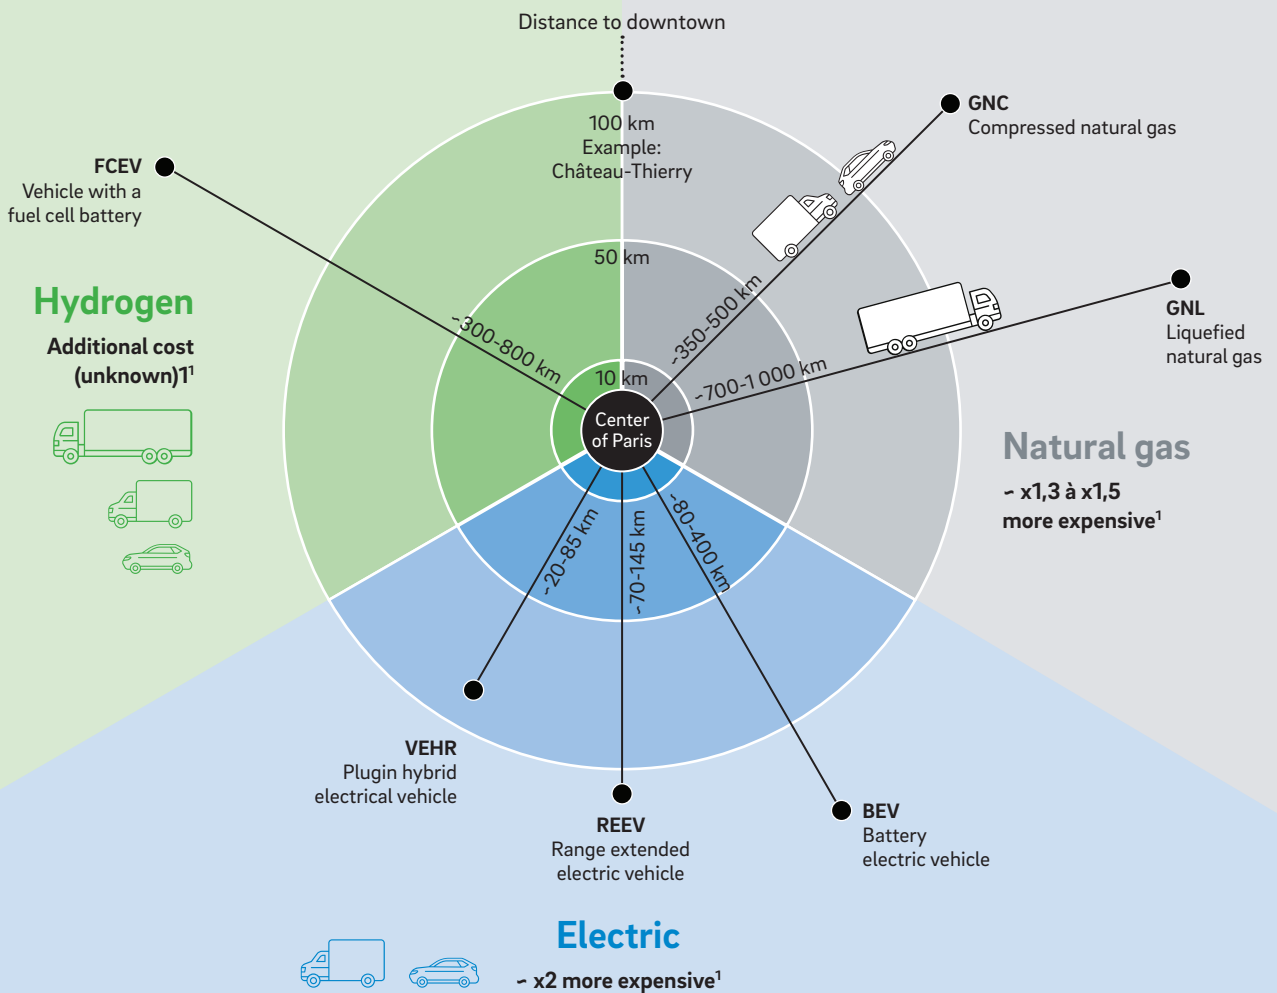 Distance to downtown
100 km
Example:
Château-Thierry
50 km
10 km
Center
of Paris
FCEV
Vehicle with a
fuel cell battery
~300-800 km
Hydrogen
Additional cost
(unknown)1¹
GNC
Compressed natural gas
~350-500 km
GNL
Liquefied
natural gas
~700-1 000 km
Natural gas
~ x1,3 à x1,5
more expensive¹
~20-85 km
~70-145 km
~80-400 km
VEHR
Plugin hybrid
electrical vehicle
REEV
Range extended
electric vehicle
BEV
Battery
electric vehicle
Electric
~ x2 more expensive¹